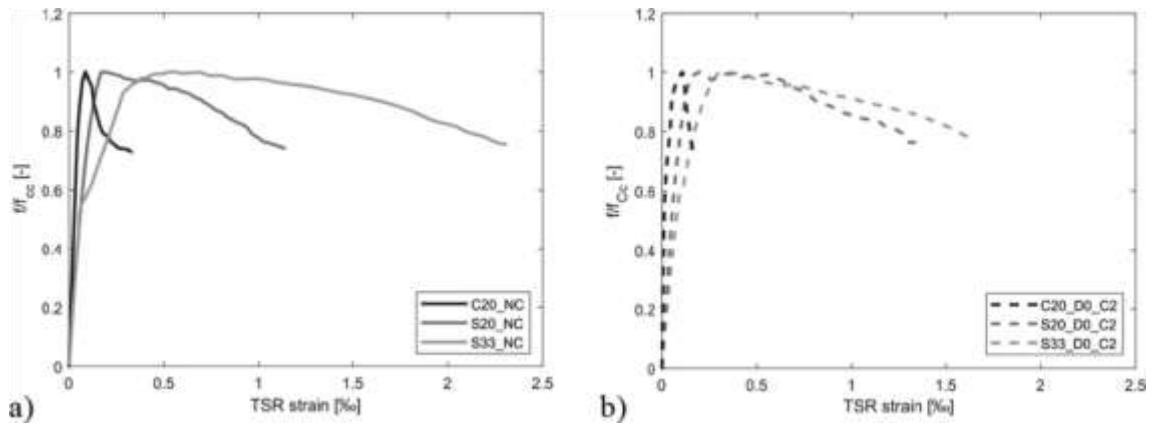 1.2
1
0.8
0.6
0.4
0.2
0
f/fcc [-]
C20_NC
S20_NC
S33_NC
0 0.5 1 1.5 2 2.5
TSR strain [‰]
a)
1.2
1
0.8
0.6
0.4
0.2
0
f/fCc [-]
C20_D0_C2
S20_D0_C2
S33_D0_C2
0 0.5 1 1.5 2 2.5
TSR strain [‰]
b)